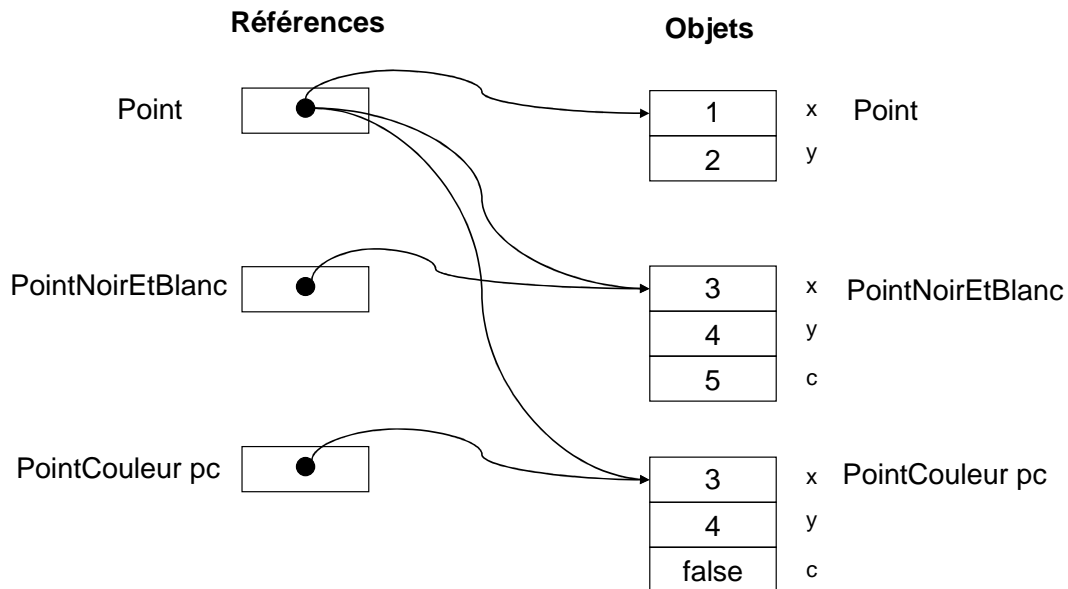 Références
Objets
Point
1 x Point
2 y
PointNoirEtBlanc
3 x PointNoirEtBlanc
4 y
5 c
PointCouleur pc
3 x PointCouleur pc
4 y
false c